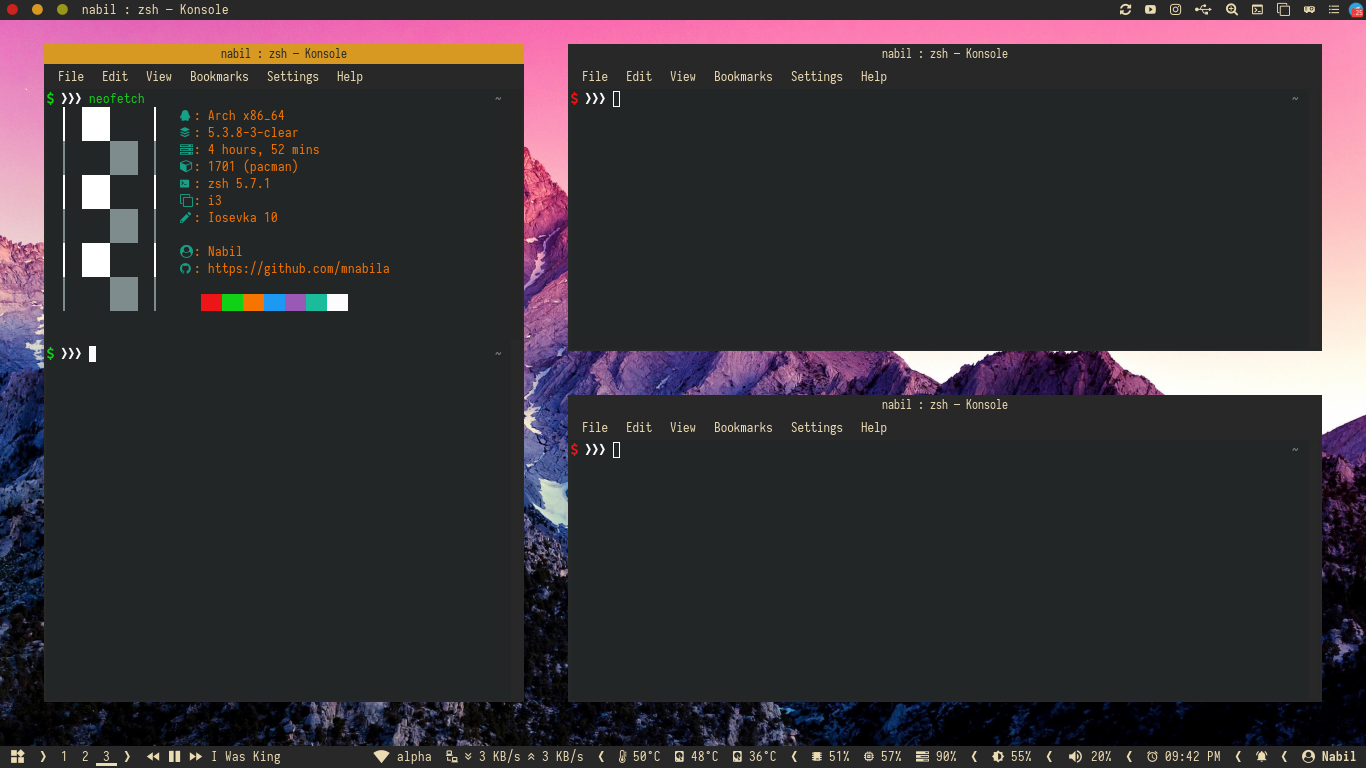 nabil : zsh — Konsole
nabil : zsh — Konsole
File Edit View Bookmarks Settings Help
$ ❯❯❯ neofetch ~
: Arch x86_64
: 5.3.8-3-clear
: 4 hours, 52 mins
: 1701 (pacman)
: zsh 5.7.1
: i3
: Iosevka 10
: Nabil
: https://github.com/mnabila
$ ❯❯❯ ~
nabil : zsh — Konsole
File Edit View Bookmarks Settings Help
$ ❯❯❯ ~
nabil : zsh — Konsole
File Edit View Bookmarks Settings Help
$ ❯❯❯ ~
❯ 1 2 3 ❯ I Was King alpha 3 KB/s 3 KB/s ❮ 50°C 48°C 36°C ❮ 51% 57% 90% ❮ 55% ❮ 20% ❮ 09:42 PM ❮ ❮ Nabil